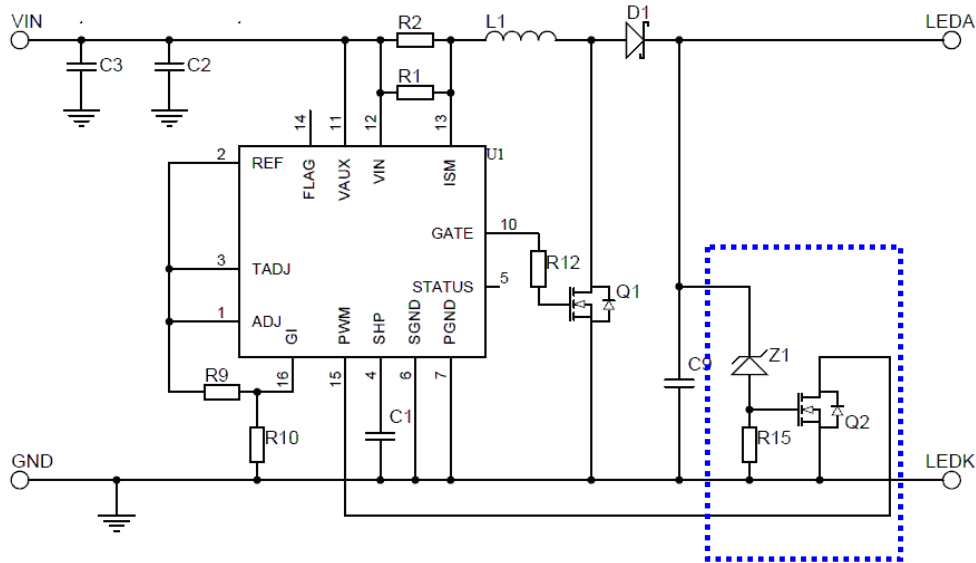 VIN
D1
LEDA
R2
L1
C3
C2
R1
14
11
12
13
U1
2
REF
FLAG
VAUX
VIN
ISM
GATE
10
R12
3
TADJ
STATUS
5
Q1
1
ADJ
GI
PWM
SHP
SGND
PGND
Z1
C9
R9
16
15
4
6
7
C1
Q2
R10
R15
GND
LEDK